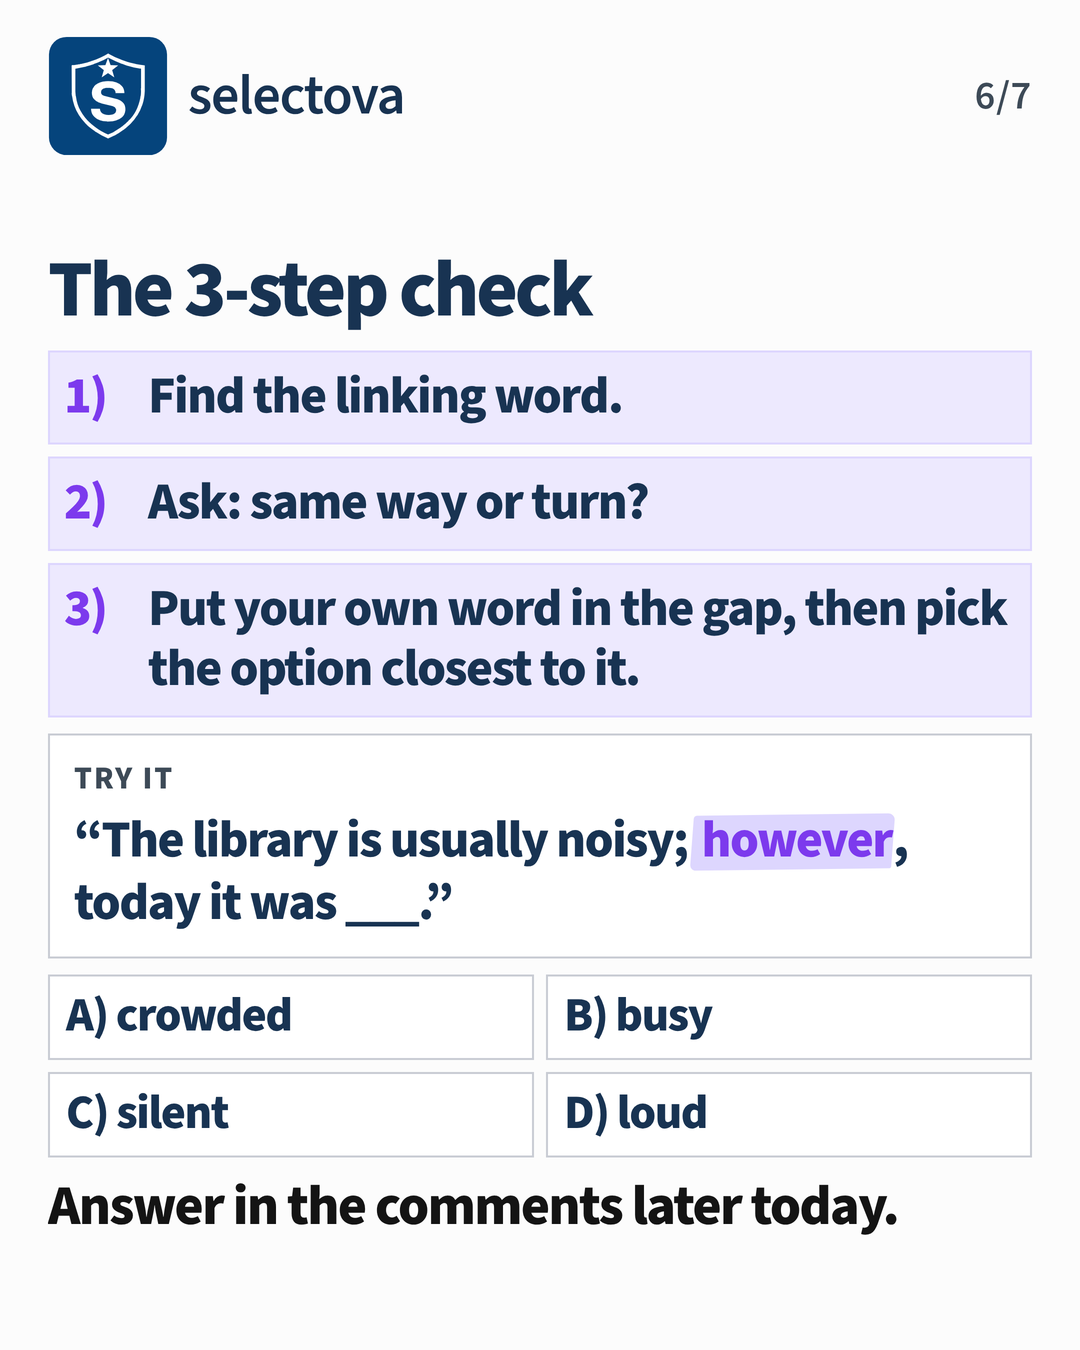 S
selectova
6/7
The 3-step check
1) Find the linking word.
2) Ask: same way or turn?
3) Put your own word in the gap, then pick
the option closest to it.
TRY IT
“The library is usually noisy; however,
today it was ___.”
A) crowded
B) busy
C) silent
D) loud
Answer in the comments later today.